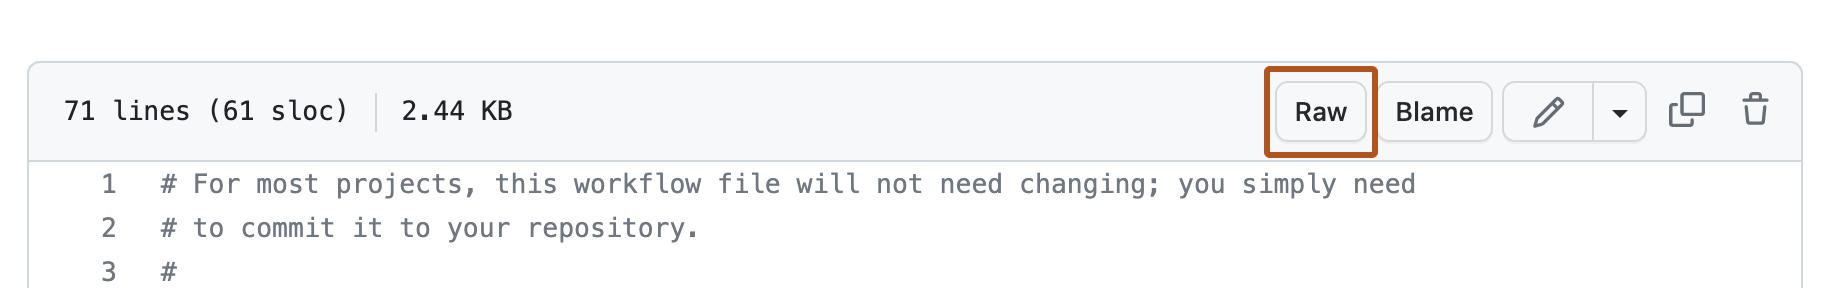 71 lines (61 sloc) 2.44 KB Raw Blame
1 # For most projects, this workflow file will not need changing; you simply need
2 # to commit it to your repository.
3 #